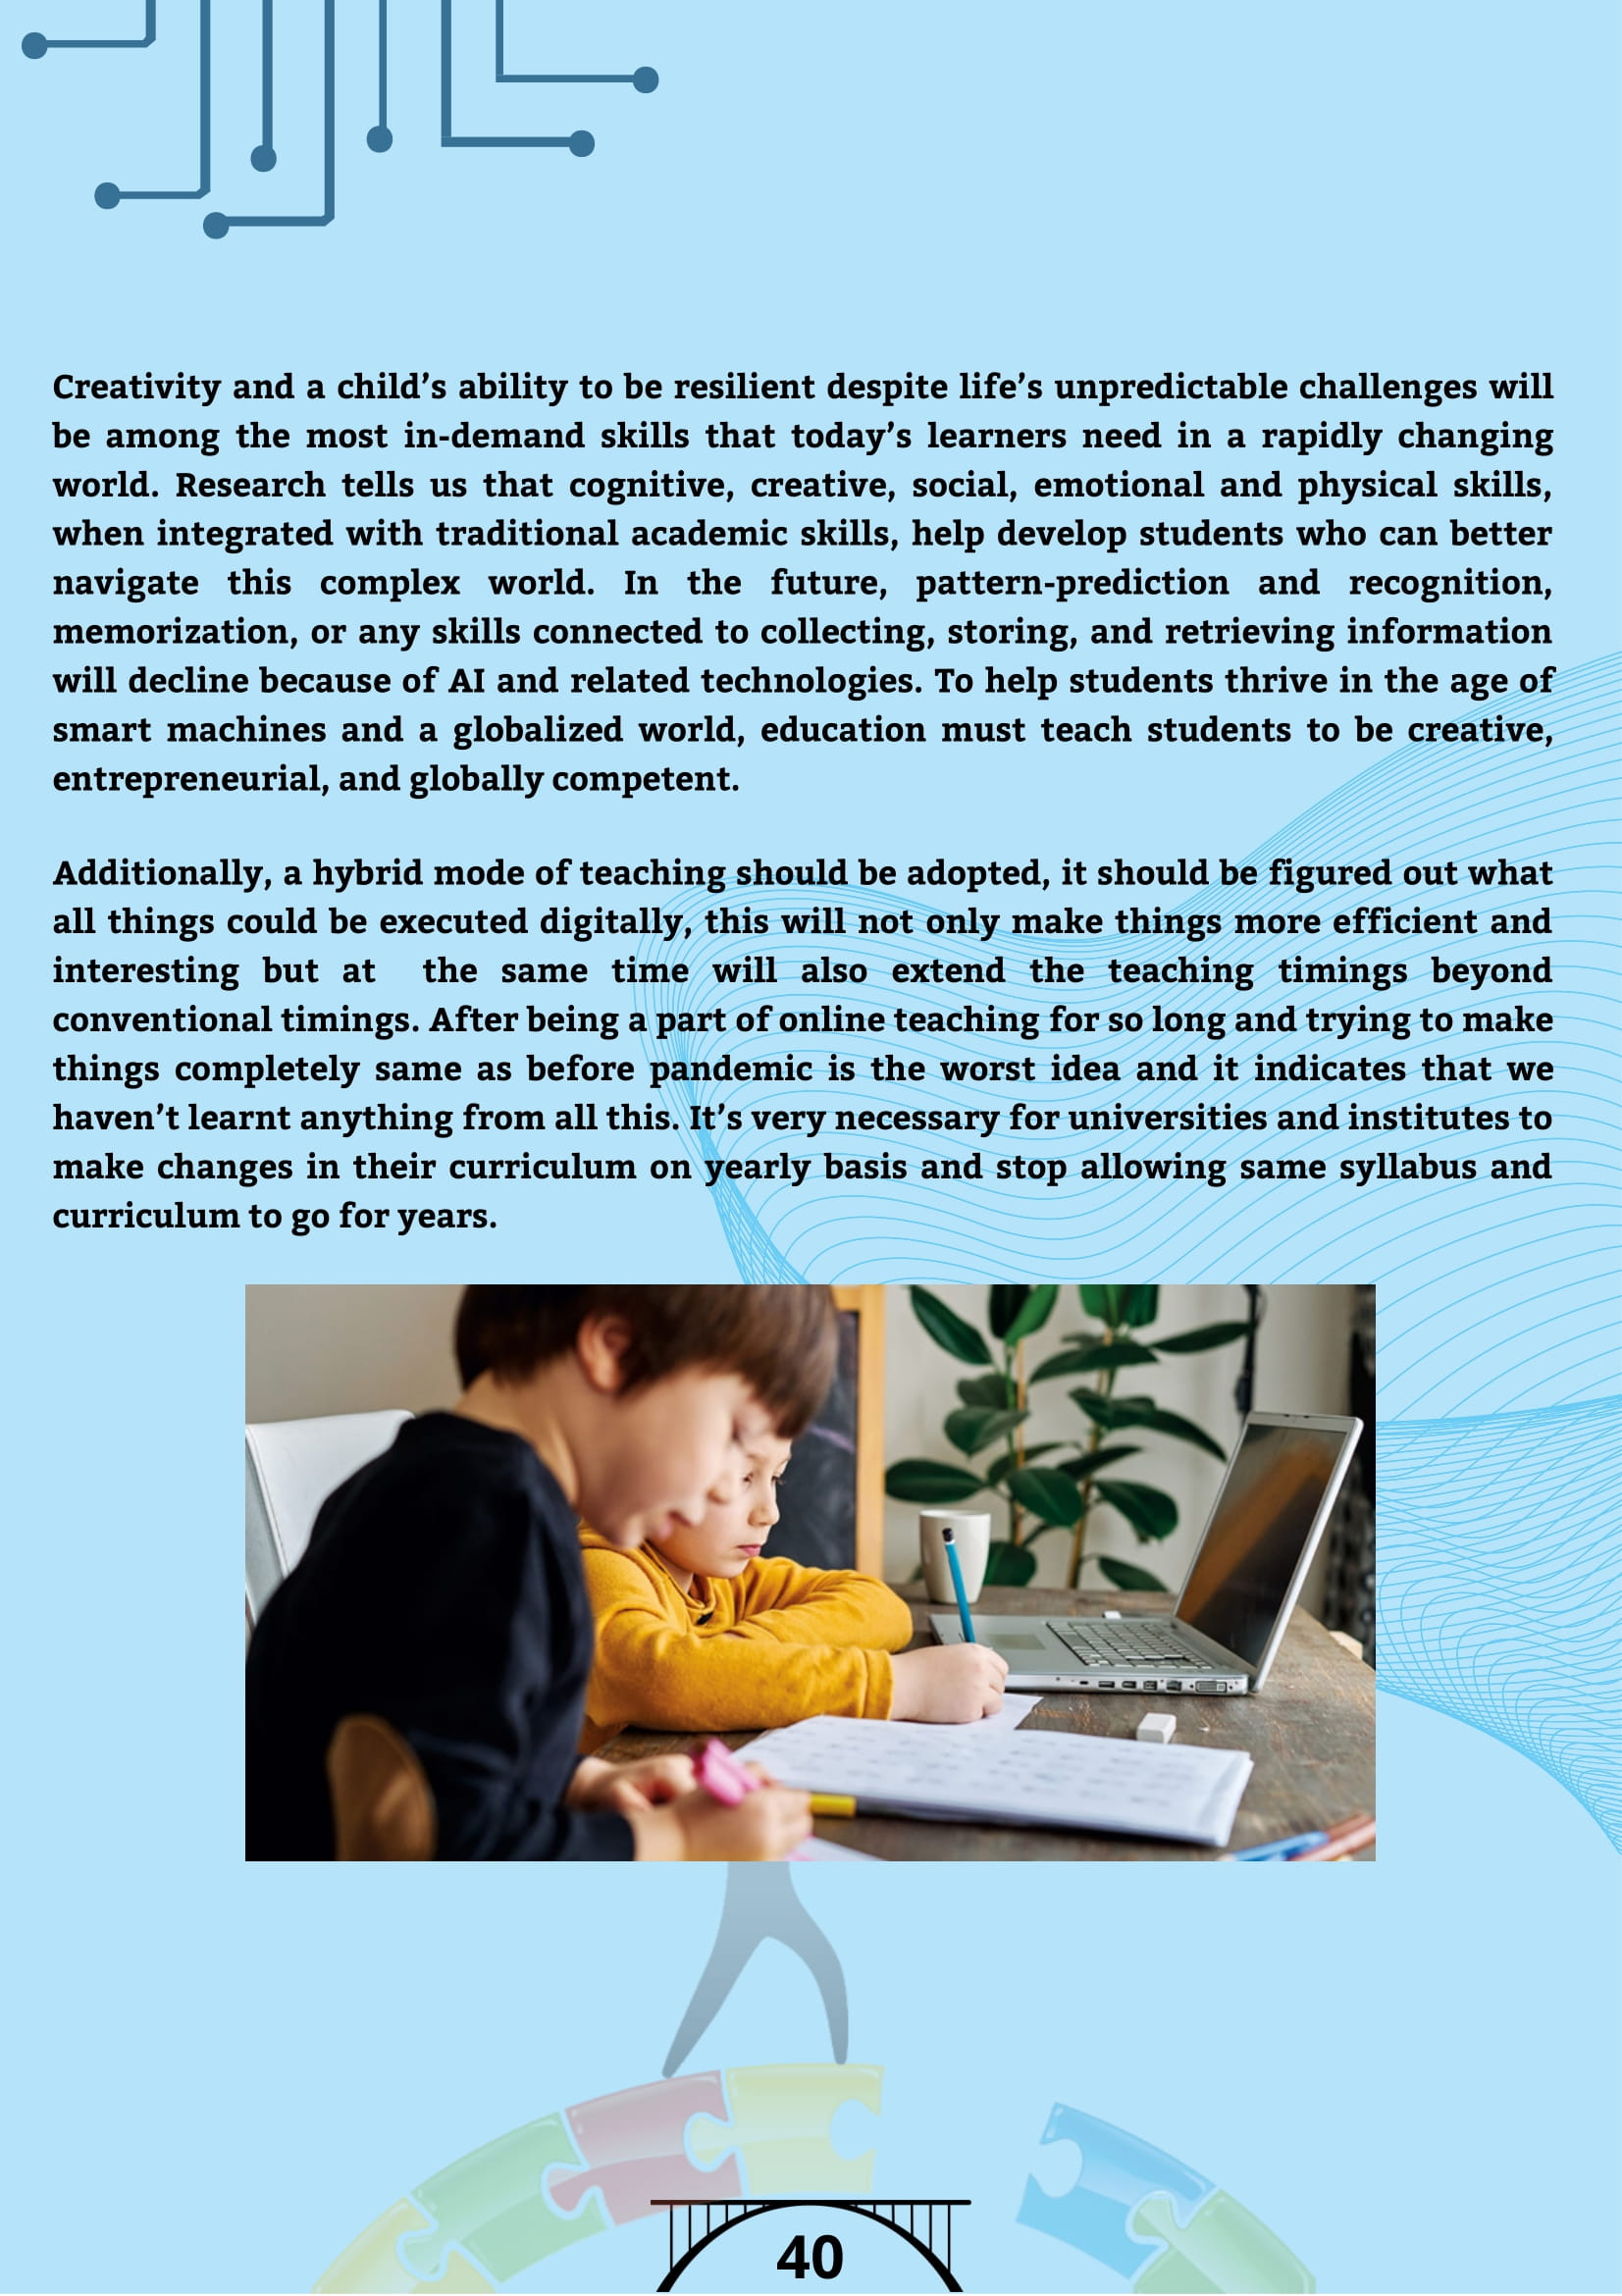 Creativity and a child’s ability to be resilient despite life’s unpredictable challenges will
be among the most in-demand skills that today’s learners need in a rapidly changing
world. Research tells us that cognitive, creative, social, emotional and physical skills,
when integrated with traditional academic skills, help develop students who can better
navigate this complex world. In the future, pattern-prediction and recognition,
memorization, or any skills connected to collecting, storing, and retrieving information
will decline because of AI and related technologies. To help students thrive in the age of
smart machines and a globalized world, education must teach students to be creative,
entrepreneurial, and globally competent.
Additionally, a hybrid mode of teaching should be adopted, it should be figured out what
all things could be executed digitally, this will not only make things more efficient and
interesting but at the same time will also extend the teaching timings beyond
conventional timings. After being a part of online teaching for so long and trying to make
things completely same as before pandemic is the worst idea and it indicates that we
haven’t learnt anything from all this. It’s very necessary for universities and institutes to
make changes in their curriculum on yearly basis and stop allowing same syllabus and
curriculum to go for years.
40